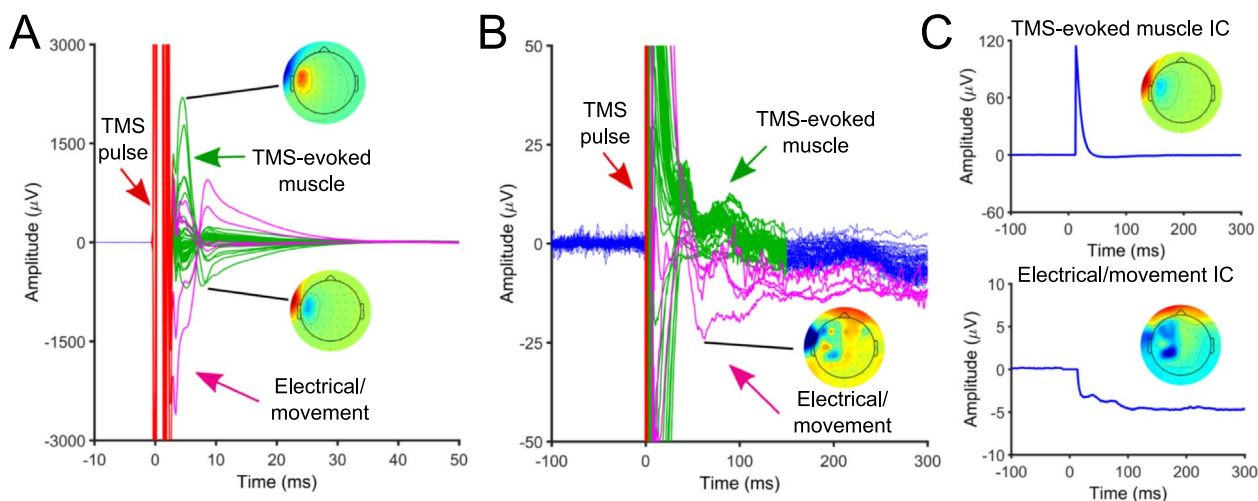 A
3000
1500
0
-1500
-3000
Amplitude (μV)
-10
0
10
20
30
40
50
Time (ms)
TMS
pulse
TMS-evoked
muscle
Electrical/
movement
B
50
25
0
-25
-50
Amplitude (μV)
-100
0
100
200
300
Time (ms)
TMS
pulse
TMS-evoked
muscle
Electrical/
movement
C
TMS-evoked muscle IC
120
60
0
-60
Amplitude (μV)
-100
0
100
200
300
Time (ms)
Electrical/movement IC
10
5
0
-5
-10
Amplitude (μV)
-100
0
100
200
300
Time (ms)